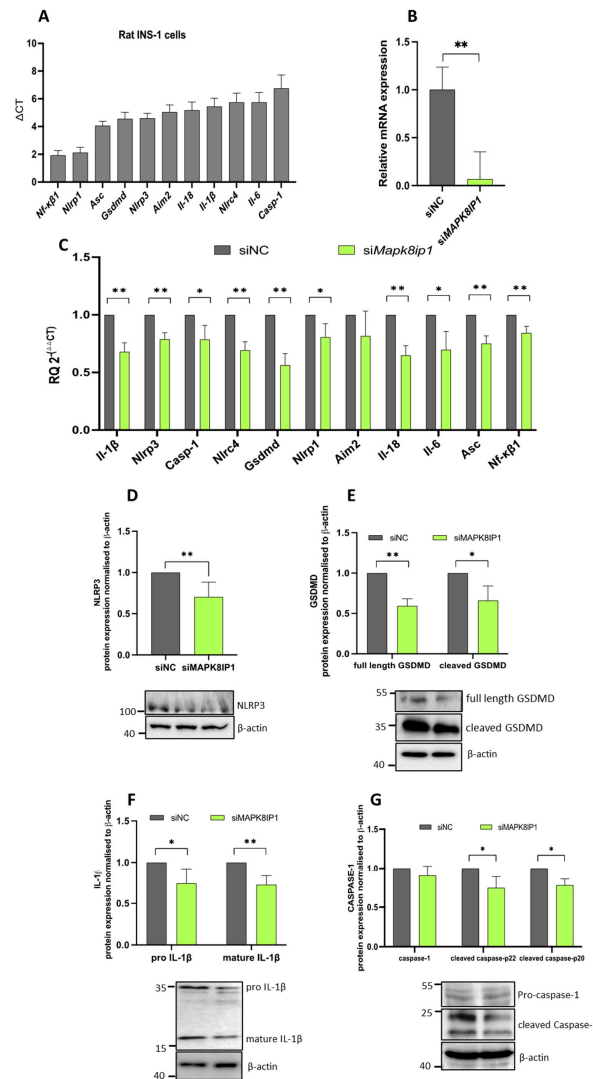 A
Rat INS-1 cells
ΔCT
6
4
2
0
Nf-κβ1
Nlrp1
Asc
Gsdmd
Nlrp3
Aim2
Il-18
Il-1β
Nlrc4
Il-6
Casp-1
B
**
Relative mRNA expression
1.5
1.0
0.5
0.0
siNC
siMAPK8IP1
C
siNC
siMapk8ip1
RQ 2-(△△CT)
1.5
1.0
0.5
0.0
** ** * ** ** * ** * ** **
Il-1β
Nlrp3
Casp-1
Nlrc4
Gsdmd
Nlrp1
Aim2
Il-18
Il-6
Asc
Nf-κβ1
D
NLRP3
protein expression normalised to β-actin
1.5
1.0
0.5
0.0
**
siNC siMAPK8IP1
100
40
NLRP3
β-actin
E
siNC siMAPK8IP1
GSDMD
protein expression normalised to β-actin
1.5
1.0
0.5
0.0
** *
full length GSDMD cleaved GSDMD
55
35
40
full length GSDMD
cleaved GSDMD
β-actin
F
siNC siMAPK8IP1
IL-1β
protein expression normalised to β-actin
1.5
1.0
0.5
0.0
* **
pro IL-1β mature IL-1β
35
15
40
pro IL-1β
mature IL-1β
β-actin
G
siNC siMAPK8IP1
CASPASE-1
protein expression normalised to β-actin
1.5
1.0
0.5
0.0
* *
caspase-1 cleaved caspase-p22 cleaved caspase-p20
55
25
40
Pro-caspase-1
cleaved Caspase-
β-actin